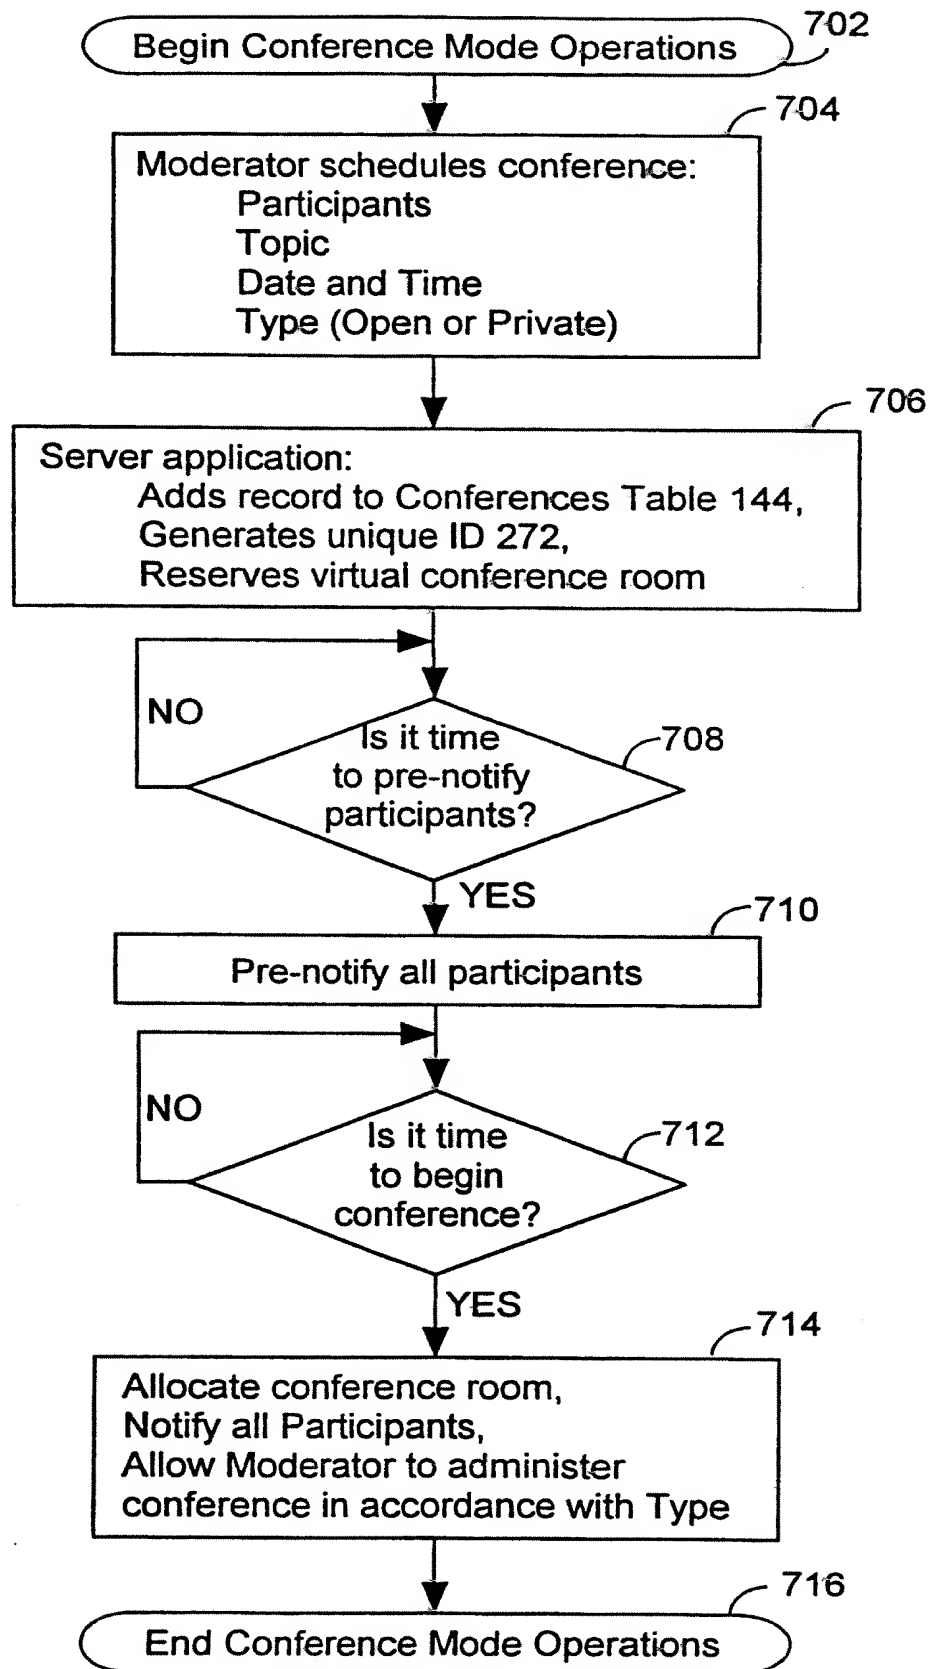 Begin Conference Mode Operations
702
704
Moderator schedules conference:
Participants
Topic
Date and Time
Type (Open or Private)
706
Server application:
Adds record to Conferences Table 144,
Generates unique ID 272,
Reserves virtual conference room
NO
Is it time
to pre-notify
participants?
708
YES
710
Pre-notify all participants
NO
Is it time
to begin
conference?
712
YES
714
Allocate conference room,
Notify all Participants,
Allow Moderator to administer
conference in accordance with Type
716
End Conference Mode Operations